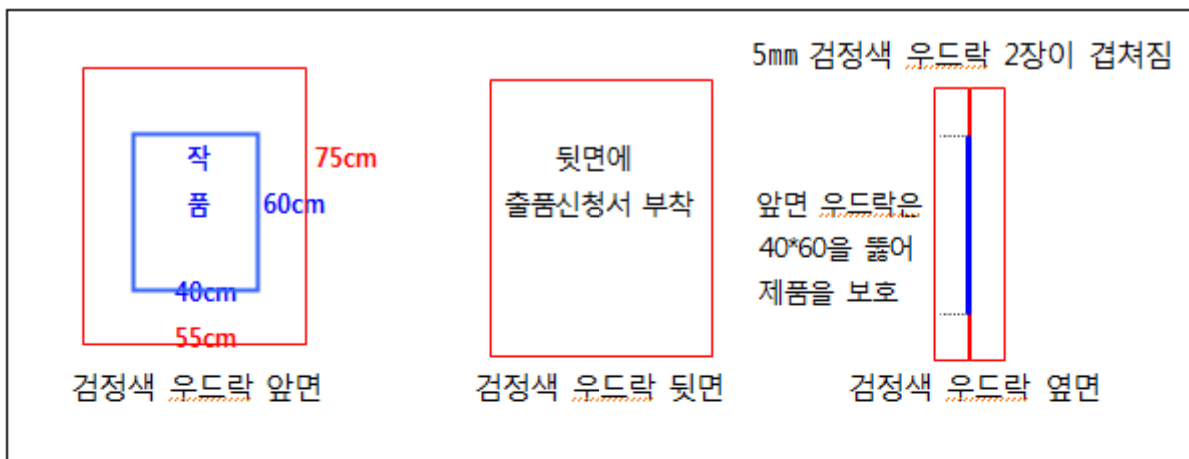 작
품
75cm
60cm
40cm
55cm
검정색 우드락 앞면
뒷면에
출품신청서 부착
검정색 우드락 뒷면
5mm 검정색 우드락 2장이 겹쳐짐
앞면 우드락은
40*60을 뚫어
제품을 보호
검정색 우드락 옆면